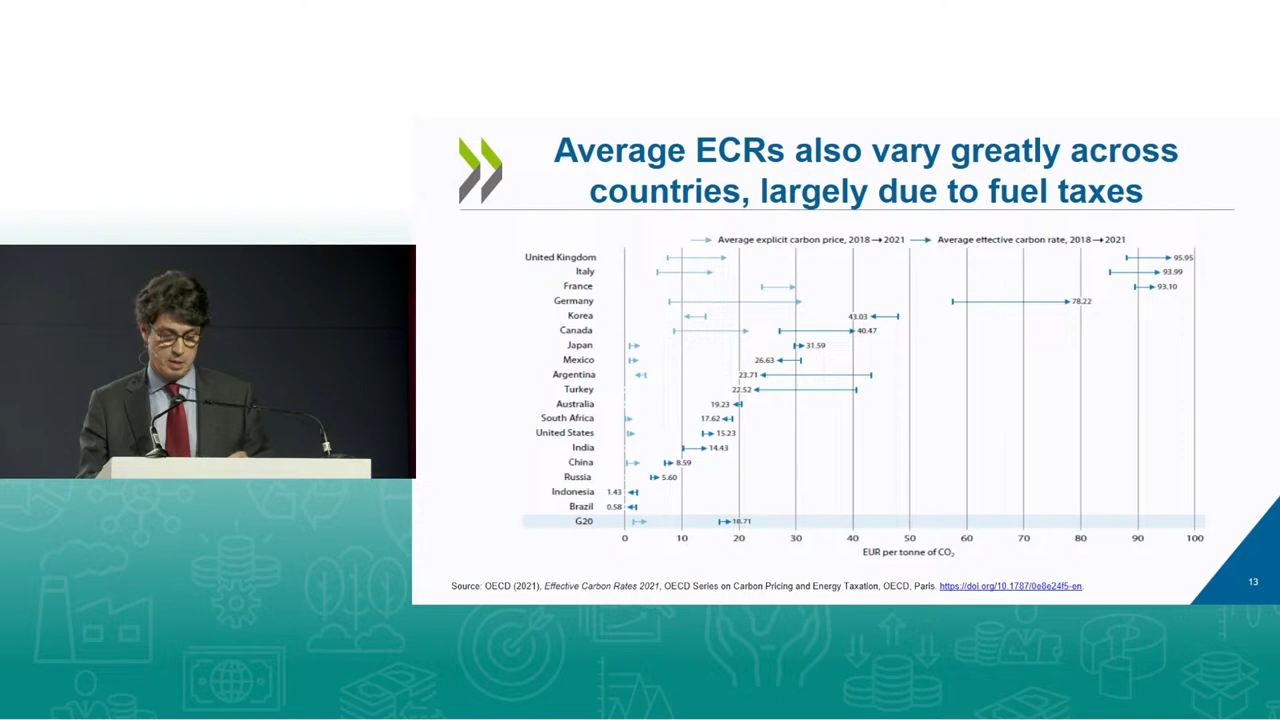 Average ECRs also vary greatly across
countries, largely due to fuel taxes
Average explicit carbon price, 2018→2021 Average effective carbon rate, 2018→2021
United Kingdom 95.95
Italy 93.99
France 93.10
Germany 78.22
Korea 43.03
Canada 40.47
Japan 31.59
Mexico 26.63
Argentina 23.71
Turkey 22.52
Australia 19.23
South Africa 17.62
United States 15.23
India 14.43
China 8.59
Russia 5.60
Indonesia 1.43
Brazil 0.58
G20 18.71
0 10 20 30 40 50 60 70 80 90 100
EUR per tonne of CO₂
Source: OECD (2021), Effective Carbon Rates 2021, OECD Series on Carbon Pricing and Energy Taxation, OECD, Paris. https://doi.org/10.1787/0e8e24f5-en.
13